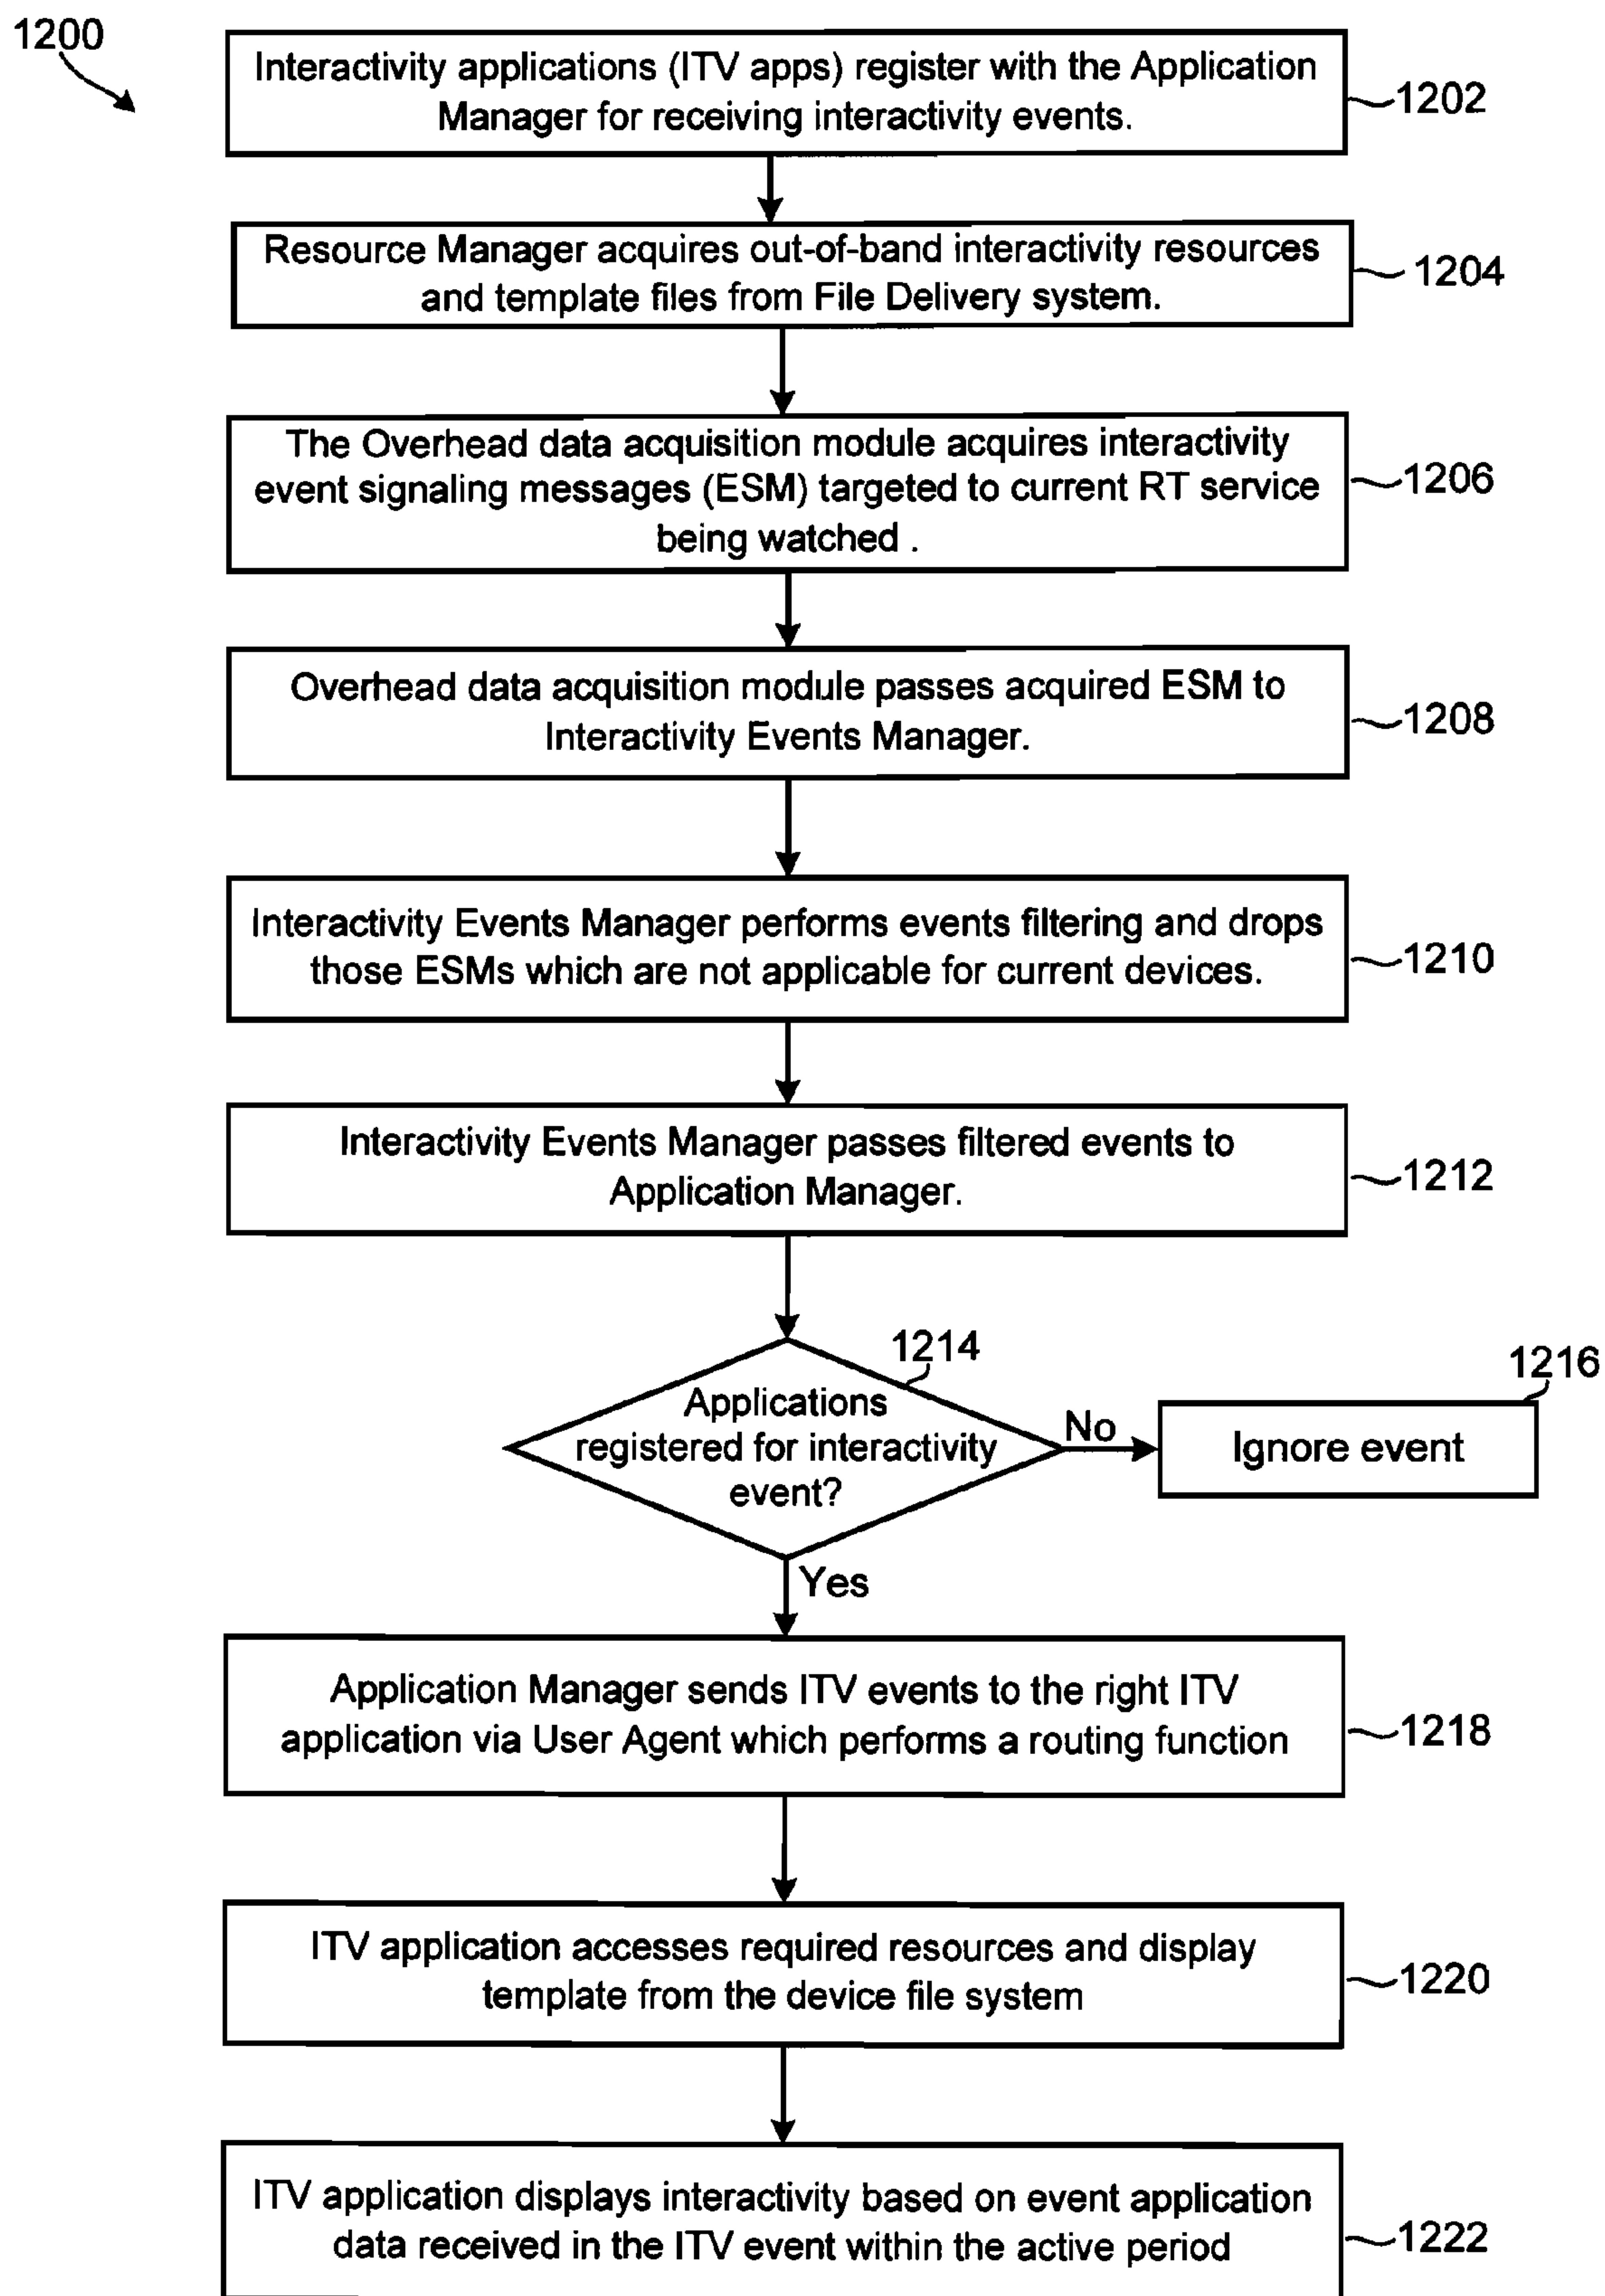 1200
Interactivity applications (ITV apps) register with the Application
Manager for receiving interactivity events.
1202
Resource Manager acquires out-of-band interactivity resources
and template files from File Delivery system.
1204
The Overhead data acquisition module acquires interactivity
event signaling messages (ESM) targeted to current RT service
being watched .
1206
Overhead data acquisition module passes acquired ESM to
Interactivity Events Manager.
1208
Interactivity Events Manager performs events filtering and drops
those ESMs which are not applicable for current devices.
1210
Interactivity Events Manager passes filtered events to
Application Manager.
1212
1214
Applications
registered for interactivity
event?
No
1216
Ignore event
Yes
Application Manager sends ITV events to the right ITV
application via User Agent which performs a routing function
1218
ITV application accesses required resources and display
template from the device file system
1220
ITV application displays interactivity based on event application
data received in the ITV event within the active period
1222